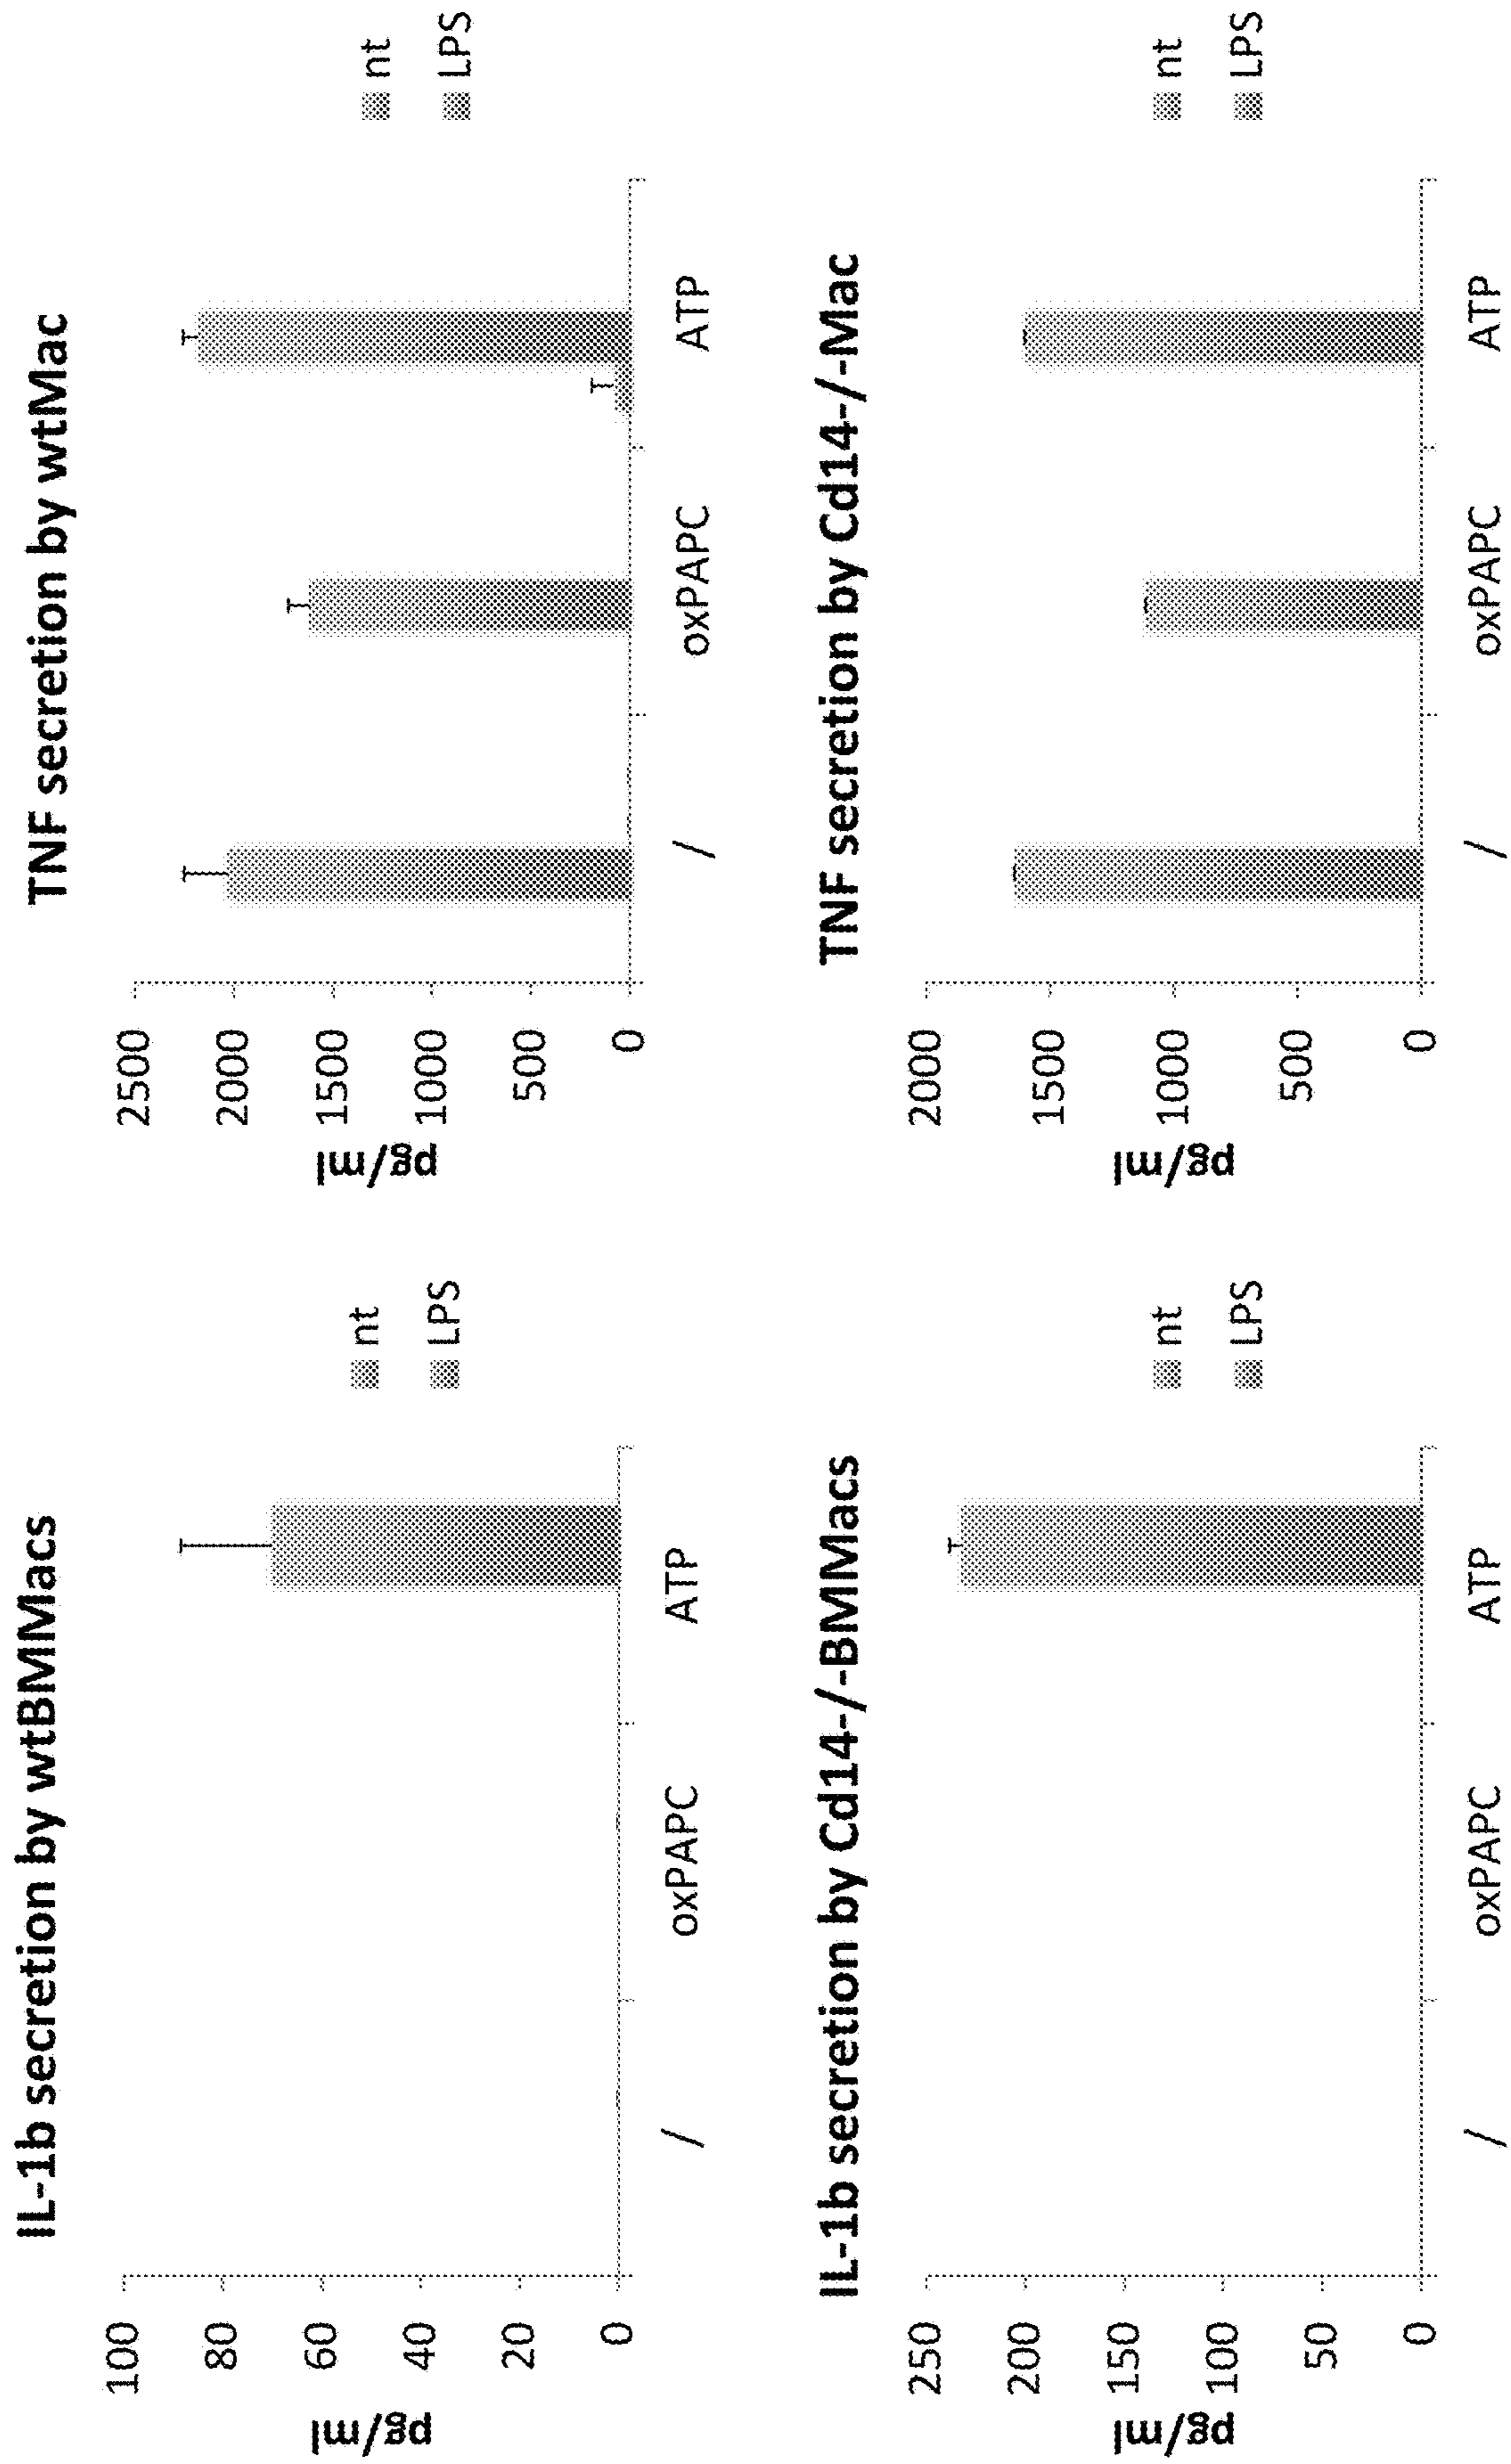 IL-1b secretion by wtBMMacs
pg/ml
100
80
60
40
20
0
/ oxPAPC ATP
nt
LPS
TNF secretion by wtMac
pg/ml
2500
2000
1500
1000
500
0
/ oxPAPC ATP
nt
LPS
IL-1b secretion by Cd14-/-BMMacs
pg/ml
250
200
150
100
50
0
/ oxPAPC ATP
nt
LPS
TNF secretion by Cd14-/-Mac
pg/ml
2000
1500
1000
500
0
/ oxPAPC ATP
nt
LPS